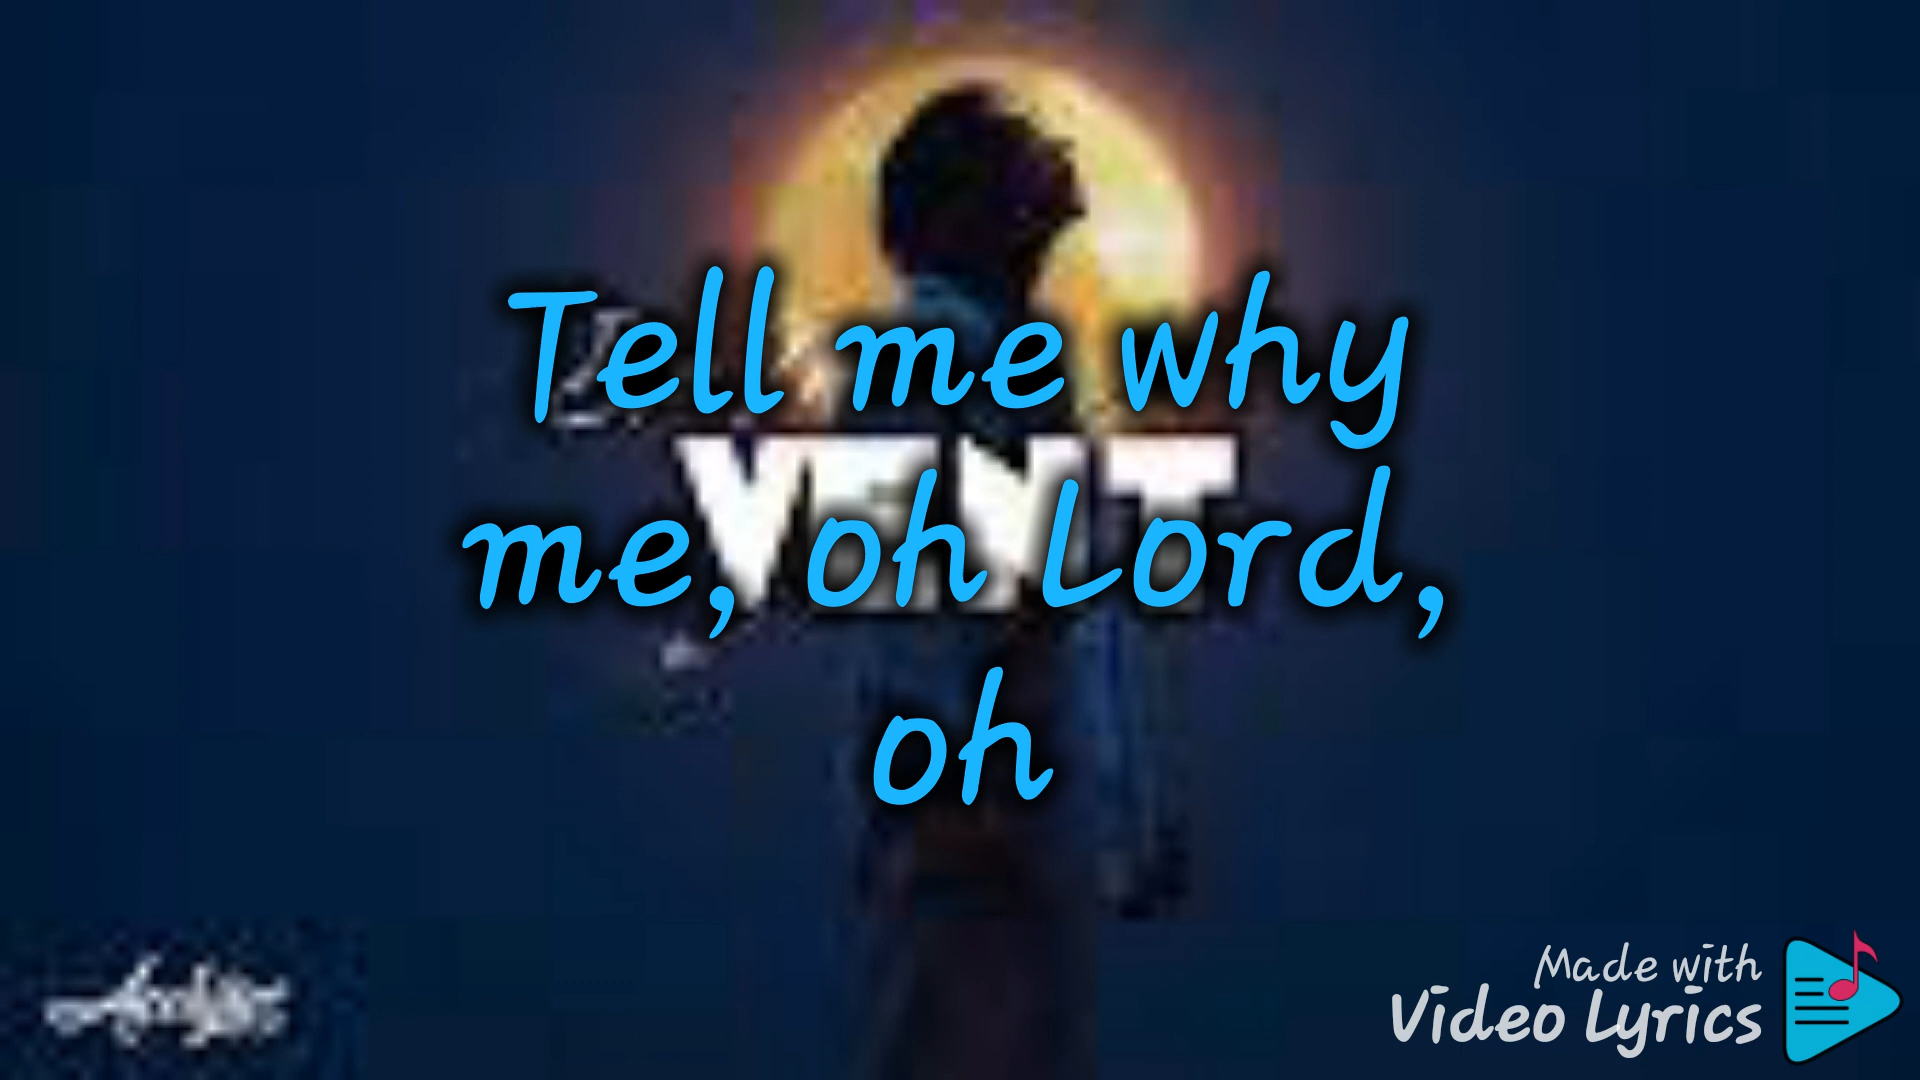 Tell me why
VENT
me, oh Lord,
oh
Made with
Video Lyrics